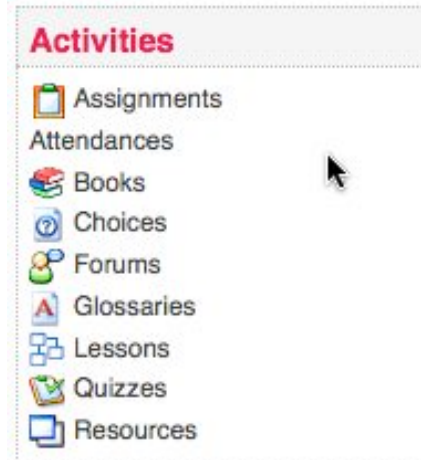 Activities
Assignments
Attendances
Books
Choices
Forums
Glossaries
Lessons
Quizzes
Resources